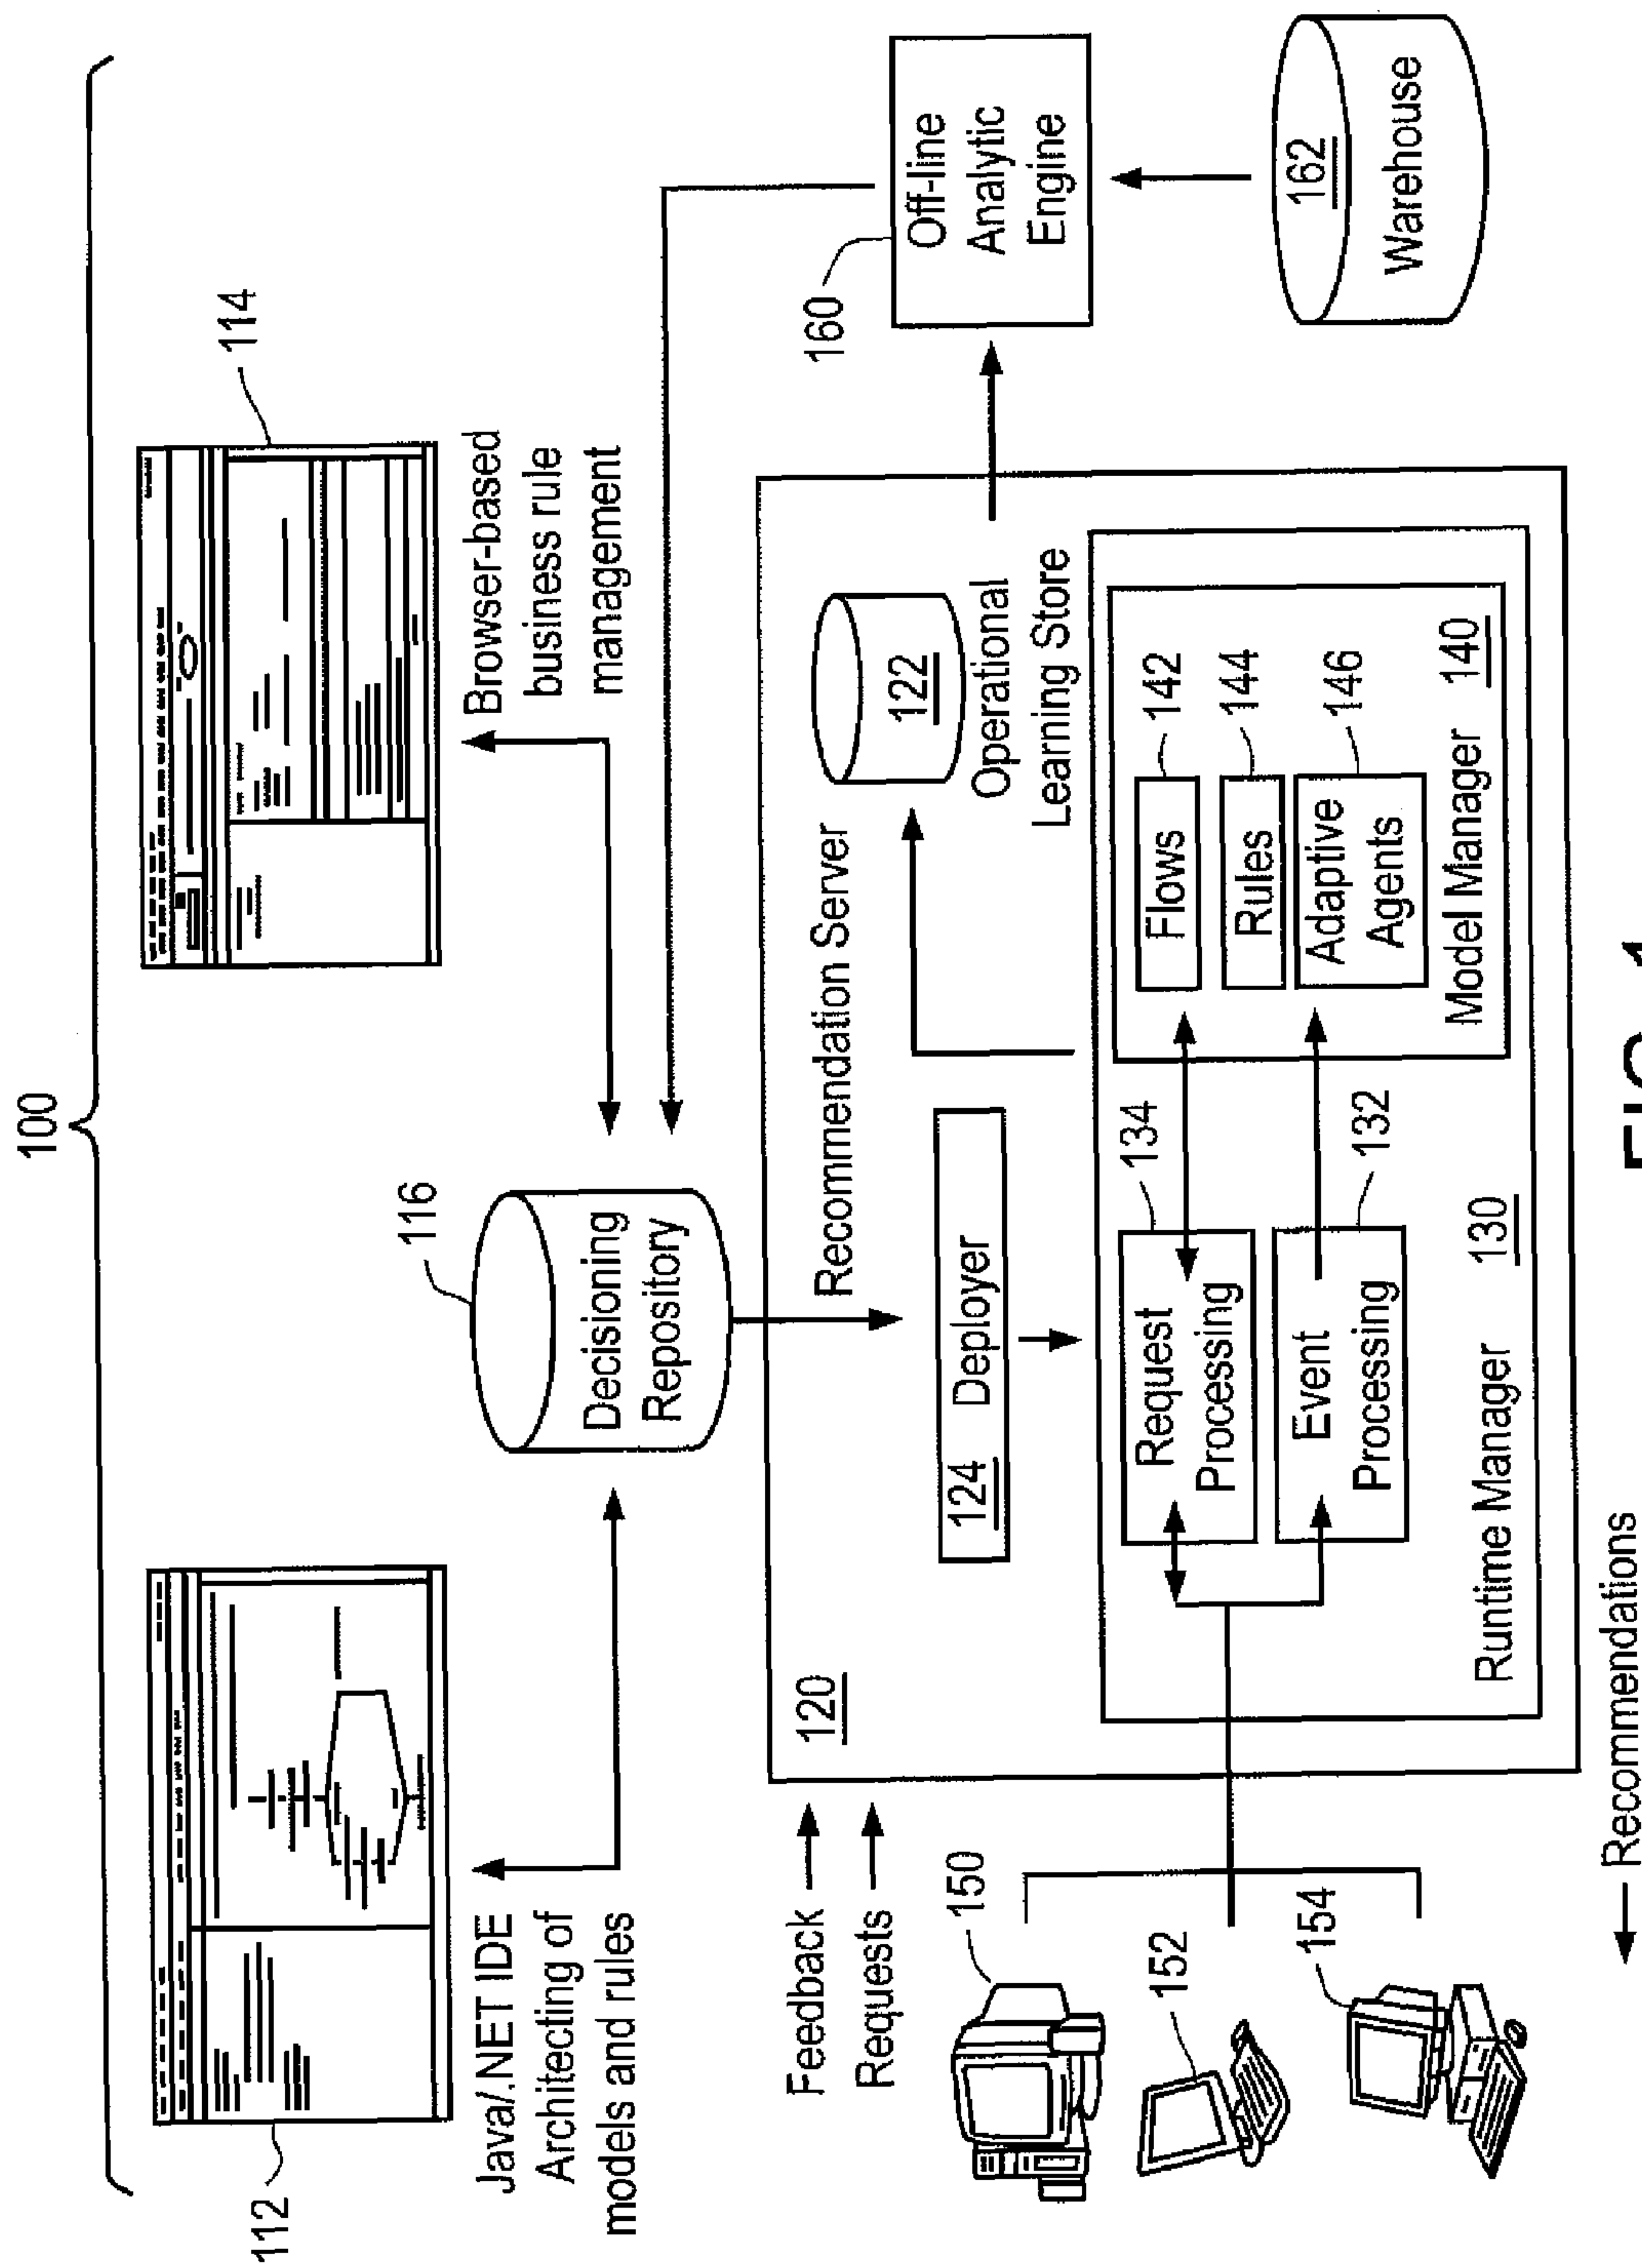 100
112
114
Java/.NET IDE
Architecting of
models and rules
116
Decisioning
Repository
Browser-based
business rule
management
Feedback
Requests
120
Recommendation Server
124 Deployer
122
Operational
Learning Store
160
Off-line
Analytic
Engine
162
Warehouse
150
152
154
Request
Processing
134
Event
Processing
132
Runtime Manager
130
Flows
142
Rules
144
Adaptive
Agents
146
Model Manager
140
Recommendations